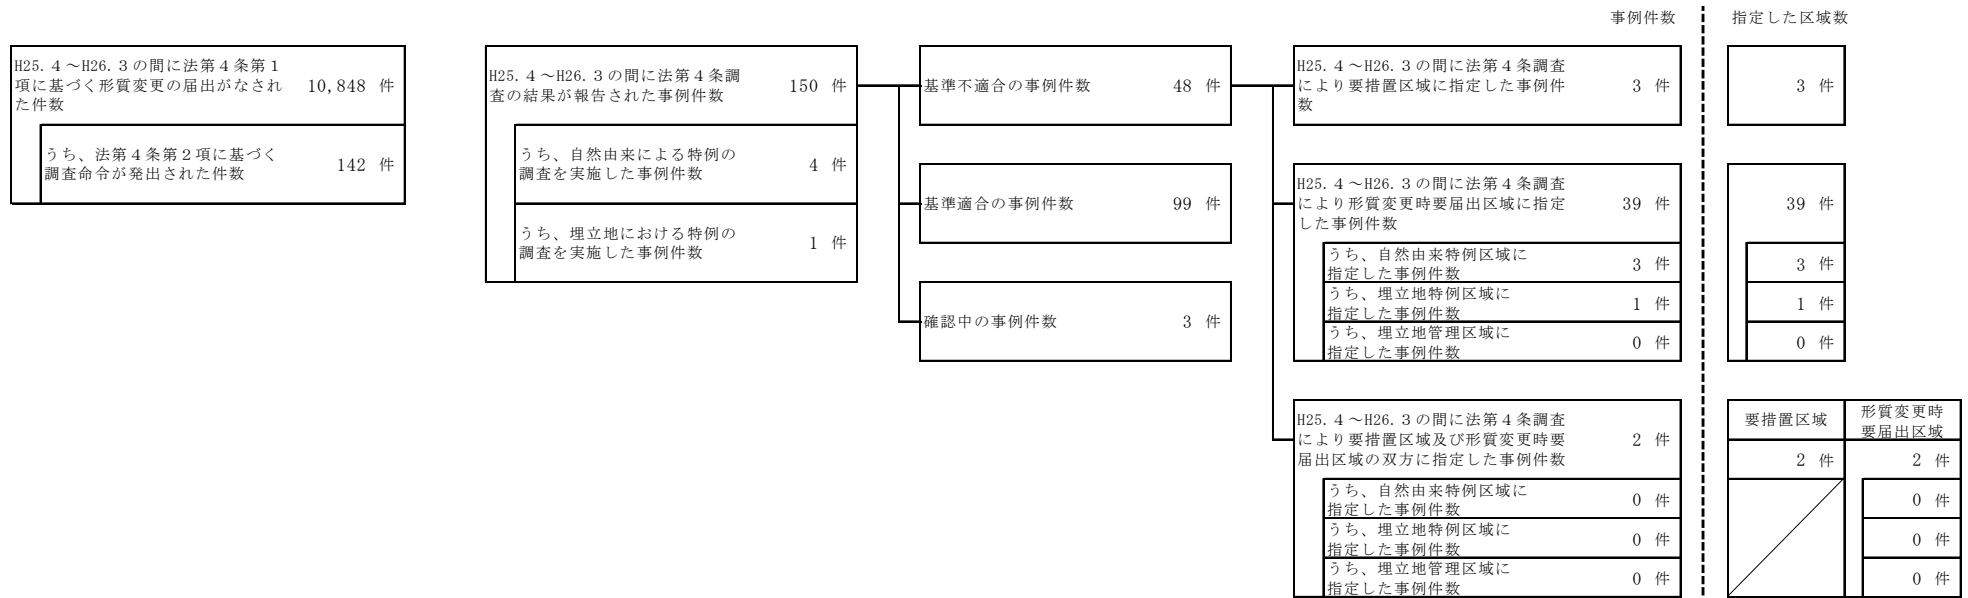 事例件数
指定した区域数
H25.4～H26.3の間に法第４条第１
項に基づく形質変更の届出がなされ
た件数
10,848 件
うち、法第４条第２項に基づく
調査命令が発出された件数
142 件
H25.4～H26.3の間に法第４条調
査の結果が報告された事例件数
150 件
うち、自然由来による特例の
調査を実施した事例件数
4 件
うち、埋立地における特例の
調査を実施した事例件数
1 件
基準不適合の事例件数 48 件
基準適合の事例件数 99 件
確認中の事例件数 3 件
H25.4～H26.3の間に法第４条調査
により要措置区域に指定した事例件
数
3 件
3 件
H25.4～H26.3の間に法第４条調査
により形質変更時要届出区域に指定
した事例件数
39 件
39 件
うち、自然由来特例区域に
指定した事例件数
3 件
3 件
うち、埋立地特例区域に
指定した事例件数
1 件
1 件
うち、埋立地管理区域に
指定した事例件数
0 件
0 件
H25.4～H26.3の間に法第４条調査
により要措置区域及び形質変更時要
届出区域の双方に指定した事例件数
2 件
要措置区域
形質変更時
要届出区域
2 件
2 件
うち、自然由来特例区域に
指定した事例件数
0 件
0 件
うち、埋立地特例区域に
指定した事例件数
0 件
0 件
うち、埋立地管理区域に
指定した事例件数
0 件
0 件